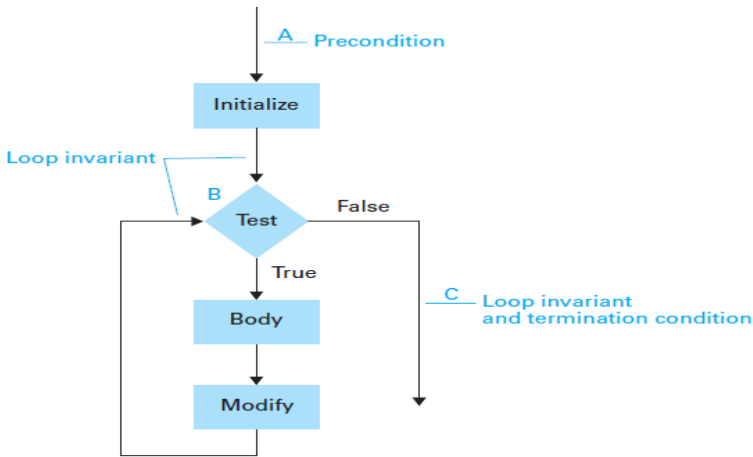 A Precondition
Initialize
Loop invariant
B
Test
False
True
C
Loop invariant
and termination condition
Body
Modify